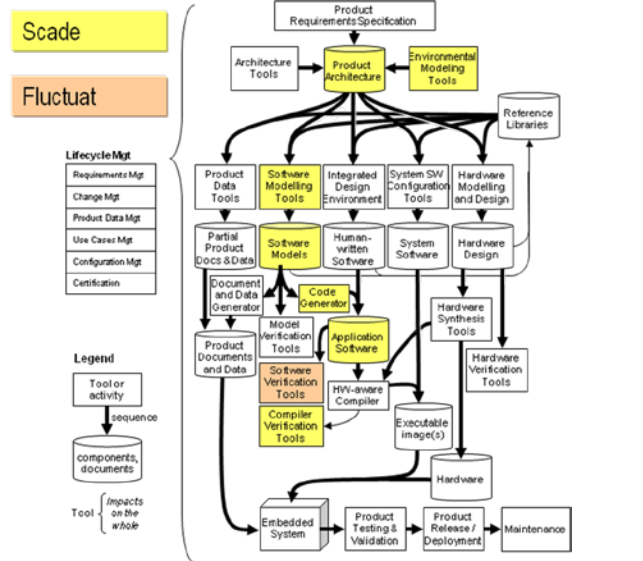 Scade
Fluctuat
Product
Requirements Specification
Architecture
Tools
Product
Architecture
Environmental
Modeling
Tools
Reference
Libraries
Lifecycle Mgt
Requirements Mgt
Change Mgt
Product Data Mgt
Use Cases Mgt
Configuration Mgt
Certification
Product
Data
Tools
Software
Modelling
Tools
Integrated
Design
Environment
System SW
Configuration
Tools
Hardware
Modelling
and Design
Partial
Product
Docs & Data
Software
Models
Human-
written
Software
System
Software
Hardware
Design
Document
and Data
Generator
Code
Generator
Model
Verification
Tools
Application
Software
Hardware
Synthesis
Tools
Hardware
Verification
Tools
Product
Documents
and Data
Software
Verification
Tools
HW-aware
Compiler
Compiler
Verification
Tools
Executable
image(s)
Hardware
Legend
Tool or
activity
sequence
components,
documents
Tool
Impacts
on the
whole
Embedded
System
Product
Testing &
Validation
Product
Release /
Deployment
Maintenance